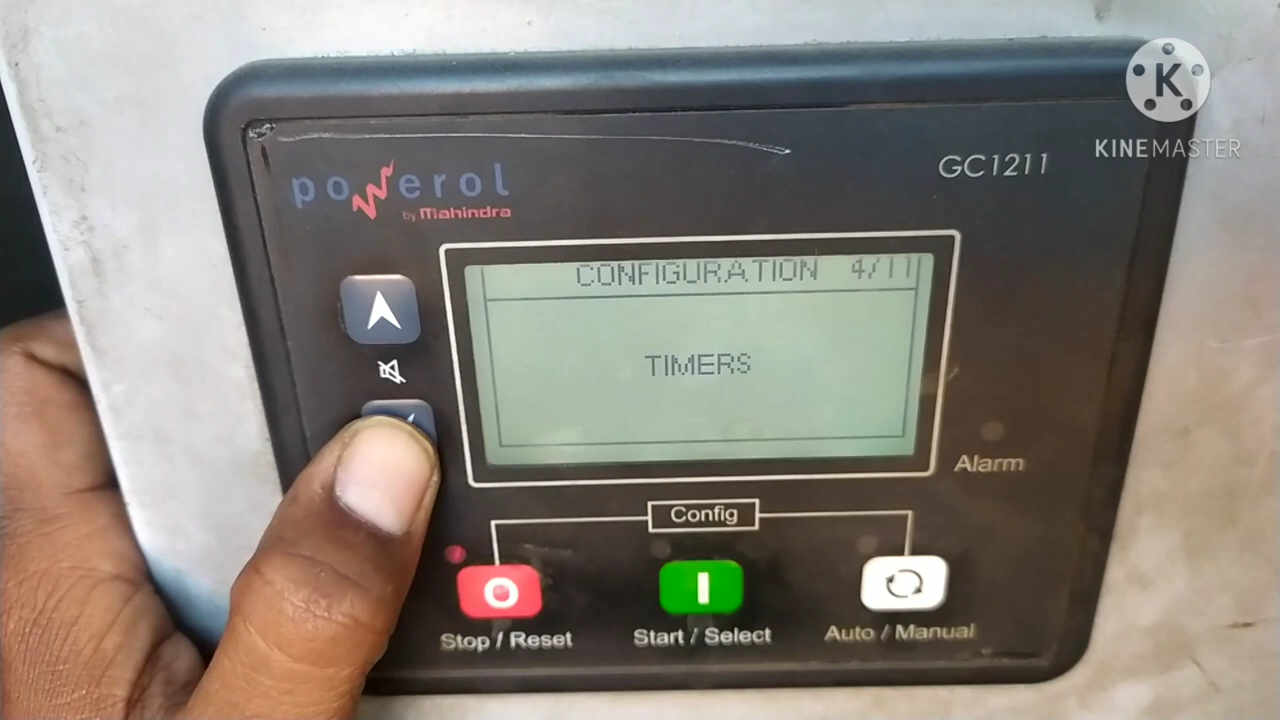 K
KINEMASTER
GC1211
powerol
by Mahindra
CONFIGURATION 4/11
TIMERS
Alarm
Config
Stop / Reset
Start / Select
Auto / Manual